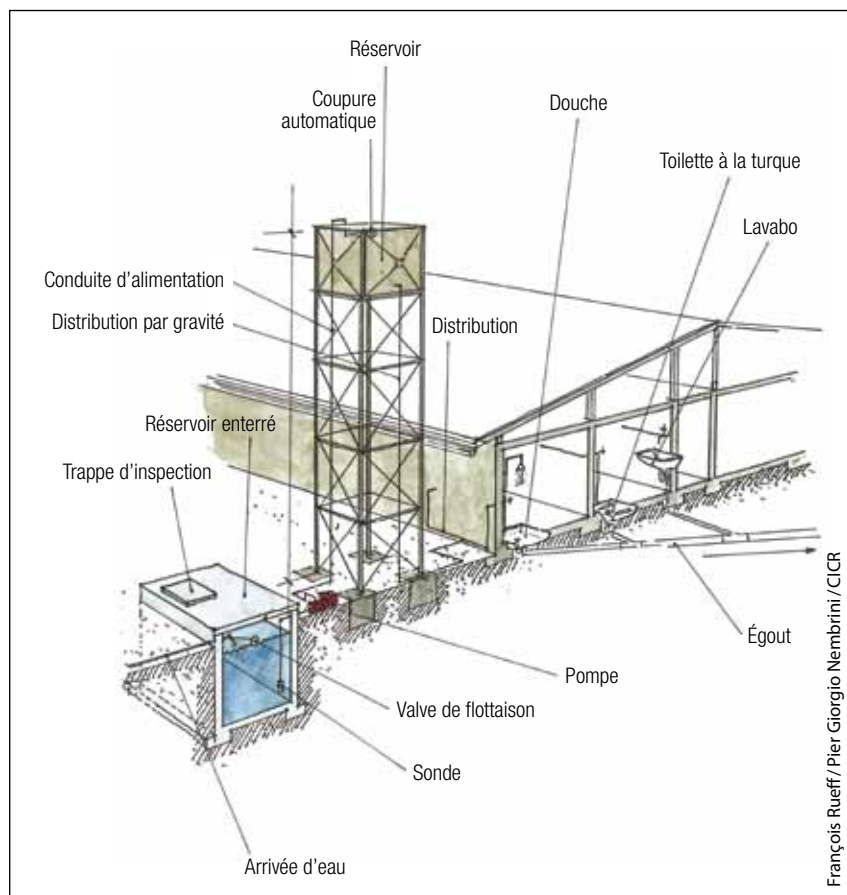 Réservoir
Coupure
automatique
Douche
Toilette à la turque
Lavabo
Conduite d’alimentation
Distribution par gravité
Distribution
Réservoir enterré
Trappe d’inspection
Égout
Pompe
Valve de flottaison
Sonde
Arrivée d’eau
François Rueff / Pier Giorgio Nembrini / CICR